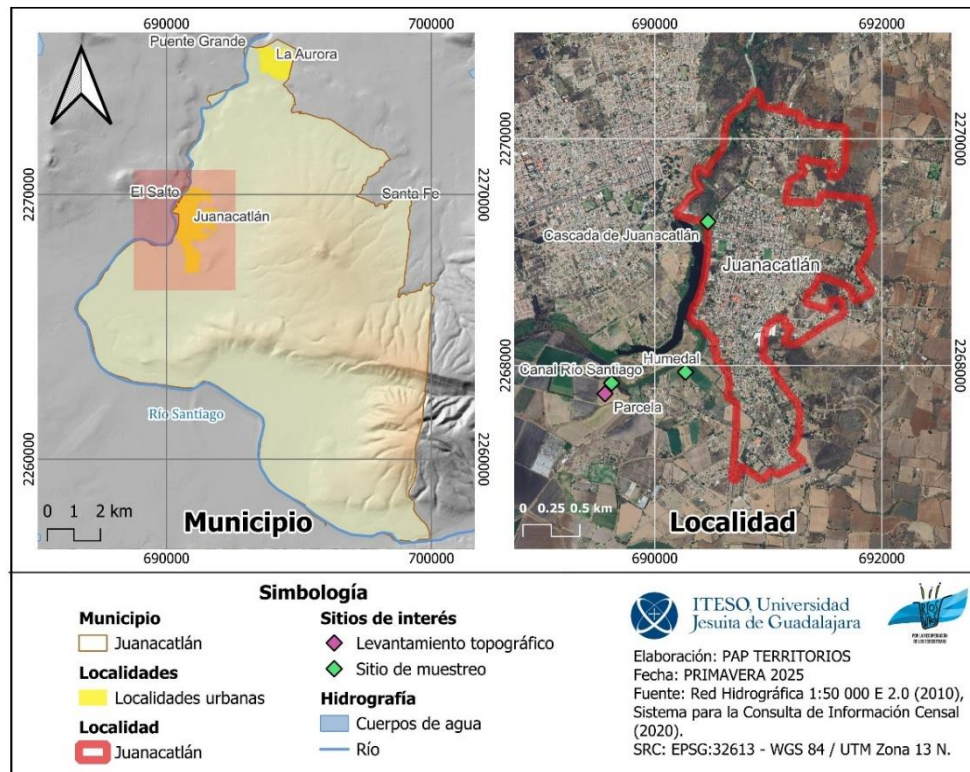 690000
700000
Puente Grande
La Aurora
2270000
El Salto
Santa Fe
Juanacatlán
2270000
Río Santiago
2260000
2260000
0 1 2 km
Municipio
690000
700000
690000
692000
2270000
2270000
Cascada de Juanacatlán
Juanacatlán
2268000
Humedal
Canal Río Santiago
2268000
Parcela
0 0.25 0.5 km
Localidad
690000
692000
Simbología
Municipio
Juanacatlán
Localidades
Localidades urbanas
Localidad
Juanacatlán
Sitios de interés
Levantamiento topográfico
Sitio de muestreo
Hidrografía
Cuerpos de agua
Río
ITESO, Universidad
Jesuita de Guadalajara
Elaboración: PAP TERRITORIOS
Fecha: PRIMAVERA 2025
Fuente: Red Hidrográfica 1:50 000 E 2.0 (2010),
Sistema para la Consulta de Información Censal
(2020).
SRC: EPSG:32613 - WGS 84 / UTM Zona 13 N.